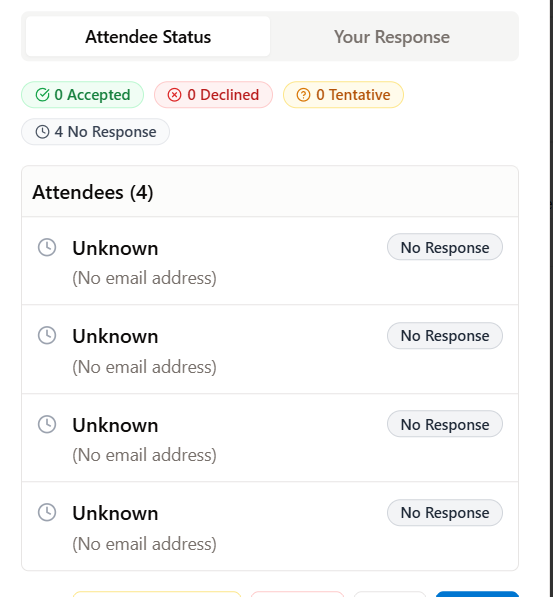 Attendee Status
Your Response
0 Accepted
0 Declined
0 Tentative
4 No Response
Attendees (4)
Unknown
No Response
(No email address)
Unknown
No Response
(No email address)
Unknown
No Response
(No email address)
Unknown
No Response
(No email address)